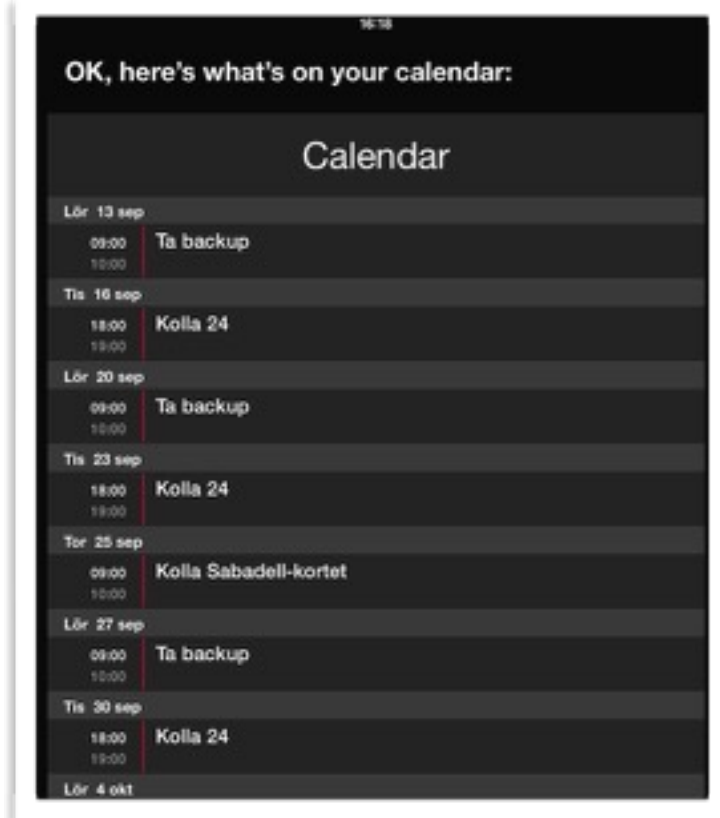 16:18
OK, here's what's on your calendar:
Calendar
Lör 13 sep
09:00 Ta backup
10:00
Tis 16 sep
18:00 Kolla 24
19:00
Lör 20 sep
09:00 Ta backup
10:00
Tis 23 sep
18:00 Kolla 24
19:00
Tor 25 sep
09:00 Kolla Sabadell-kortet
10:00
Lör 27 sep
09:00 Ta backup
10:00
Tis 30 sep
18:00 Kolla 24
19:00
Lör 4 okt